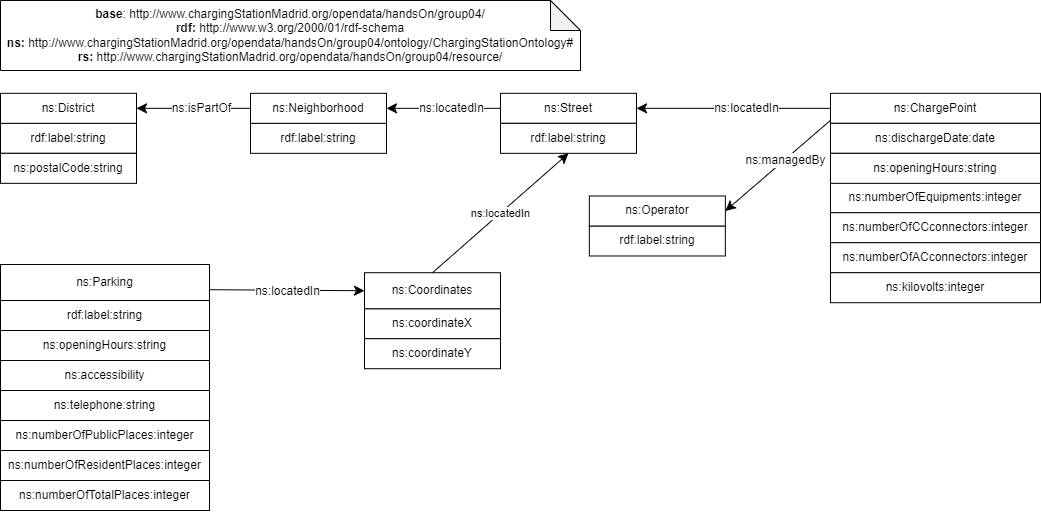 base: http://www.chargingStationMadrid.org/opendata/handsOn/group04/
rdf: http://www.w3.org/2000/01/rdf-schema
ns: http://www.chargingStationMadrid.org/opendata/handsOn/group04/ontology/ChargingStationOntology#
rs: http://www.chargingStationMadrid.org/opendata/handsOn/group04/resource/
ns:District
rdf:label:string
ns:postalCode:string
ns:isPartOf
ns:Neighborhood
rdf:label:string
ns:locatedIn
ns:Street
rdf:label:string
ns:locatedIn
ns:ChargePoint
ns:dischargeDate:date
ns:openingHours:string
ns:numberOfEquipments:integer
ns:numberOfCCconnectors:integer
ns:numberOfACconnectors:integer
ns:kilovolts:integer
ns:managedBy
ns:Operator
rdf:label:string
ns:locatedIn
ns:Parking
rdf:label:string
ns:openingHours:string
ns:accessibility
ns:telephone:string
ns:numberOfPublicPlaces:integer
ns:numberOfResidentPlaces:integer
ns:numberOfTotalPlaces:integer
ns:locatedIn
ns:Coordinates
ns:coordinateX
ns:coordinateY